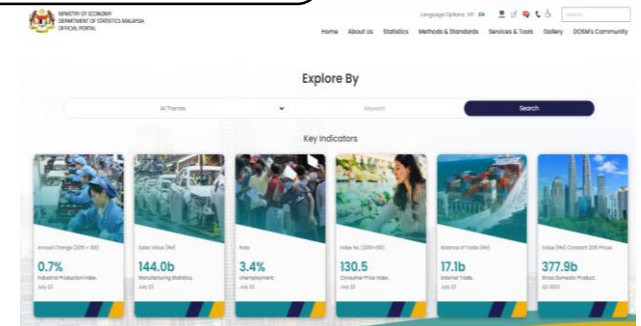 MINISTRY OF ECONOMY
DEPARTMENT OF STATISTICS MALAYSIA
OFFICIAL PORTAL
Language Options: MY EN
Search
Home About Us Statistics Methods & Standards Services & Tools Gallery DOSM's Community
Explore By
All Themes
Keyword
Search
Key Indicators
Annual Change (2015 = 100)
0.7%
Industrial Production Index,
July 23
Sales Value (RM)
144.0b
Manufacturing Statistics,
July 23
Rate
3.4%
Unemployment,
July 23
Index No. (2010=100)
130.5
Consumer Price Index,
July 23
Balance of Trade (RM)
17.1b
External Trade,
July 23
Value (RM) Constant 2015 Prices
377.9b
Gross Domestic Product,
Q2 2023